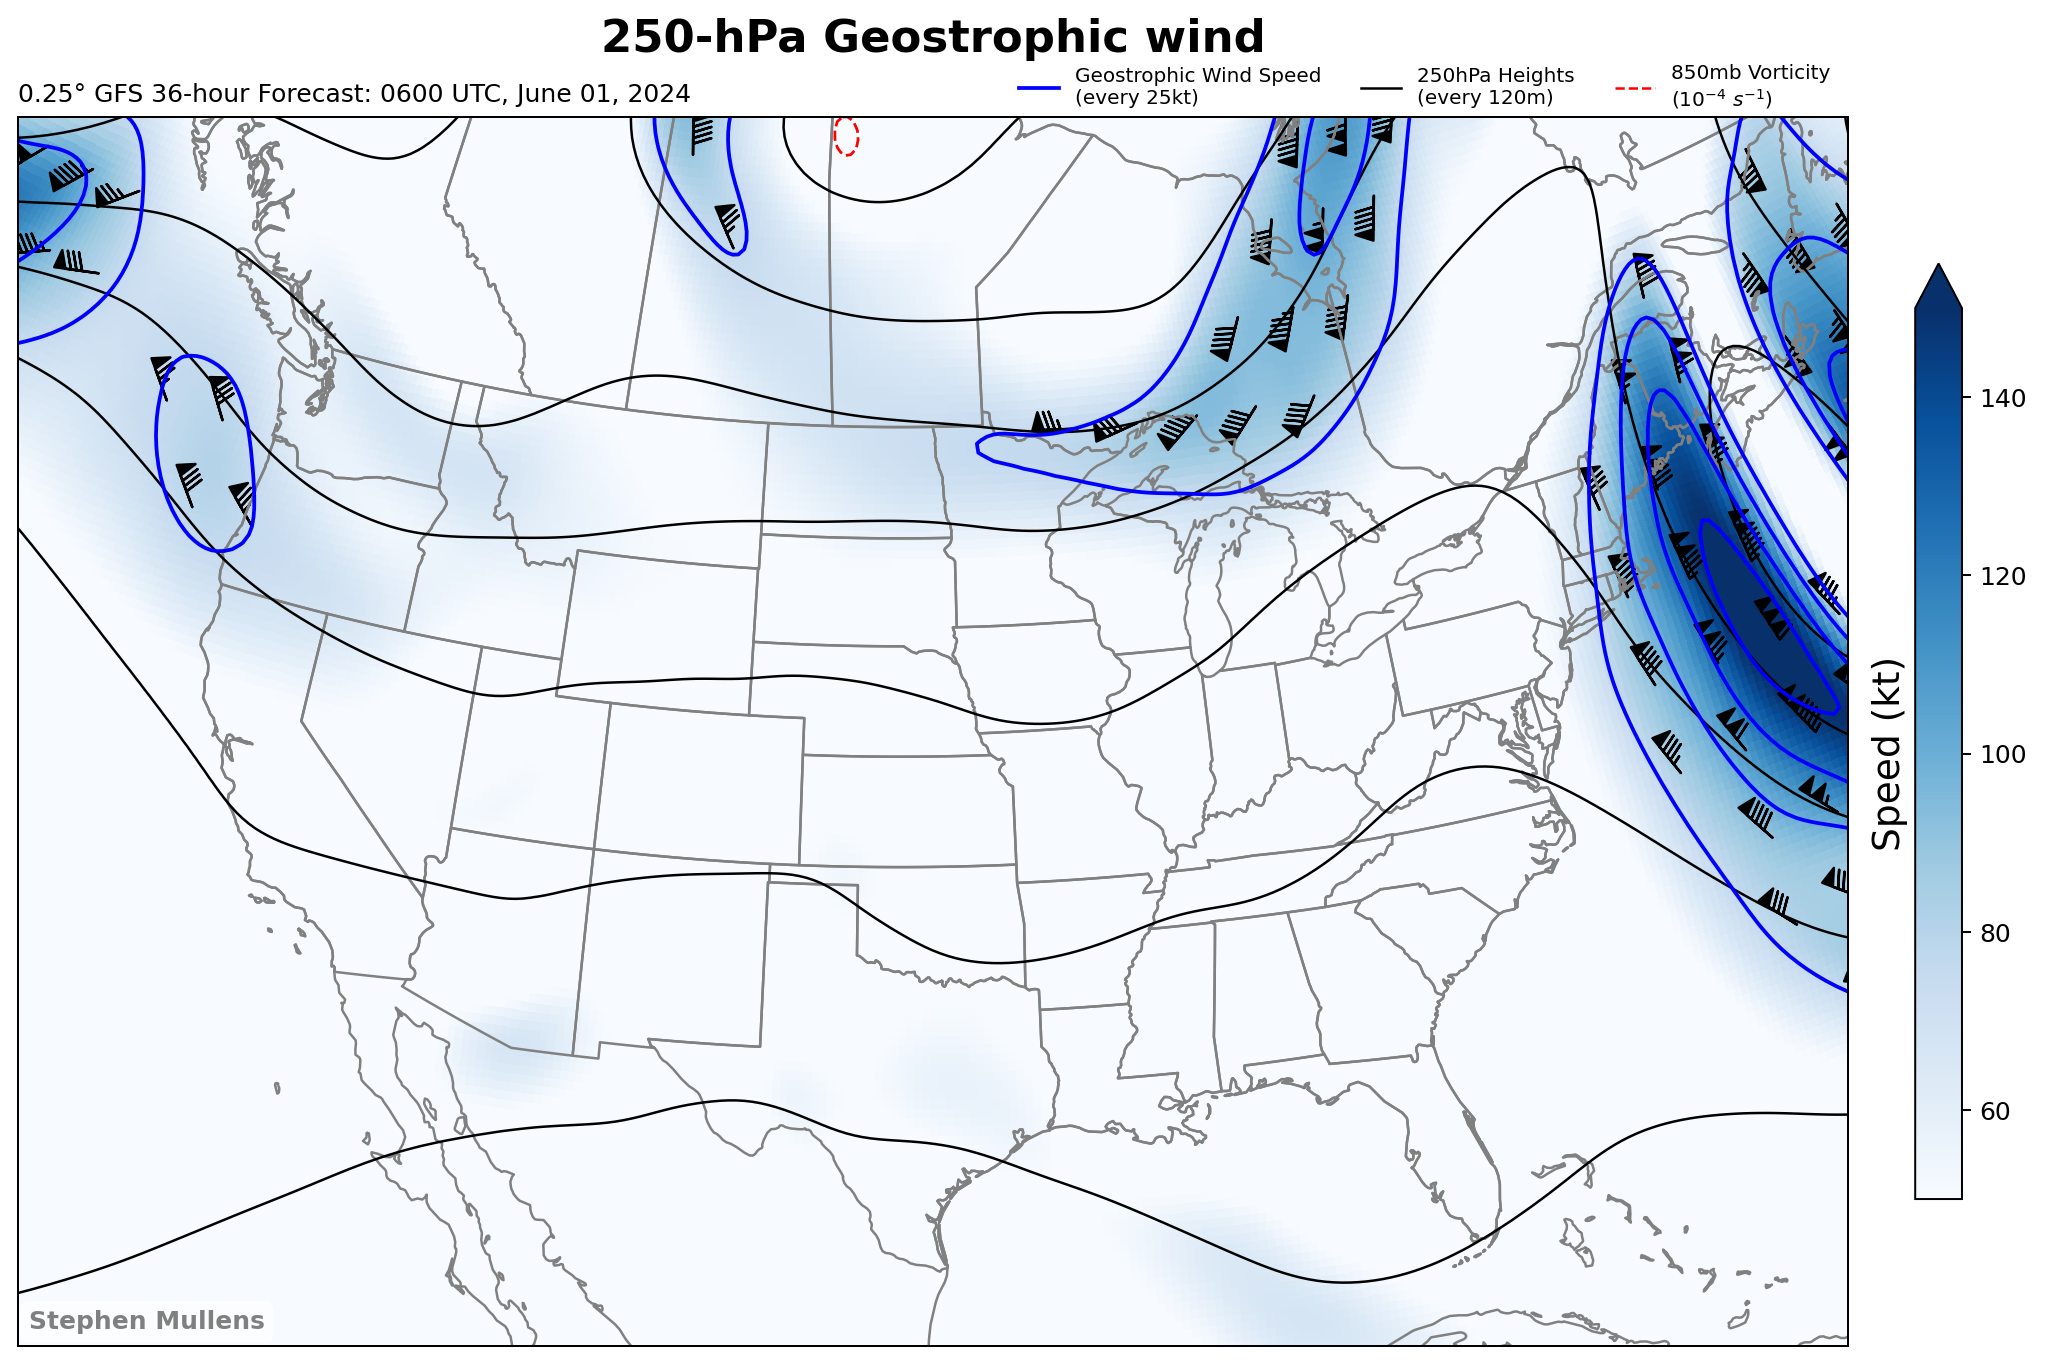 250-hPa Geostrophic wind
0.25° GFS 36-hour Forecast: 0600 UTC, June 01, 2024
Geostrophic Wind Speed
(every 25kt)
250hPa Heights
(every 120m)
850mb Vorticity
(10⁻⁴ s⁻¹)
140
120
100
80
60
Speed (kt)
Stephen Mullens